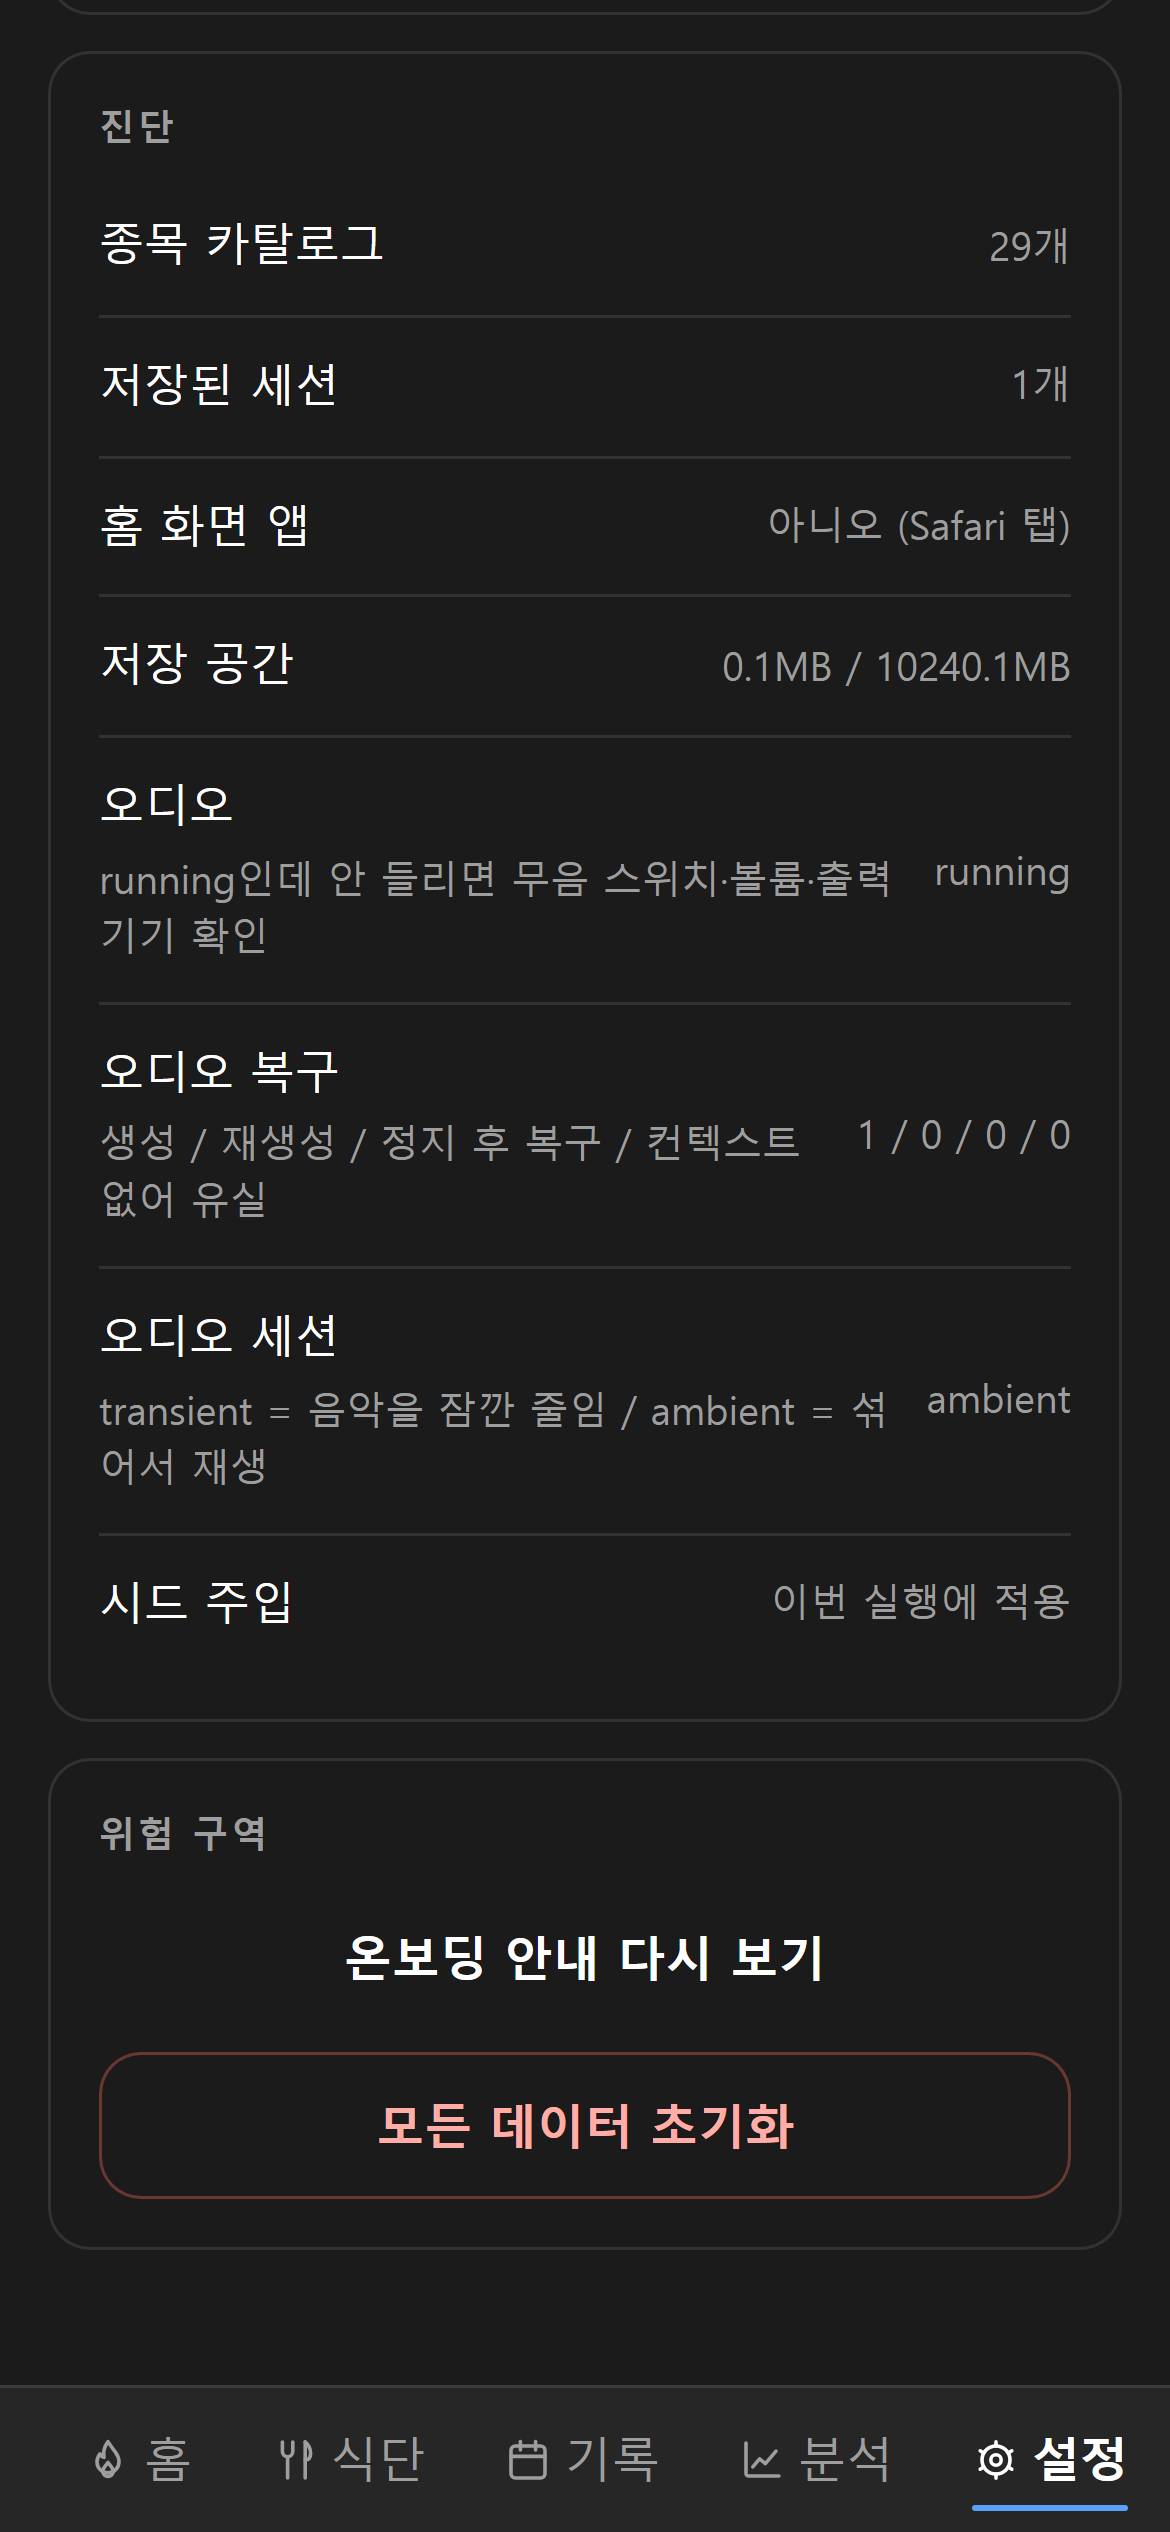 진단
종목 카탈로그 29개
저장된 세션 1개
홈 화면 앱 아니오 (Safari 탭)
저장 공간 0.1MB / 10240.1MB
오디오
running인데 안 들리면 무음 스위치·볼륨·출력 running
기기 확인
오디오 복구
생성 / 재생성 / 정지 후 복구 / 컨텍스트 1 / 0 / 0 / 0
없어 유실
오디오 세션
transient = 음악을 잠깐 줄임 / ambient = 섞 ambient
어서 재생
시드 주입 이번 실행에 적용
위험 구역
온보딩 안내 다시 보기
모든 데이터 초기화
홈 식단 기록 분석 설정